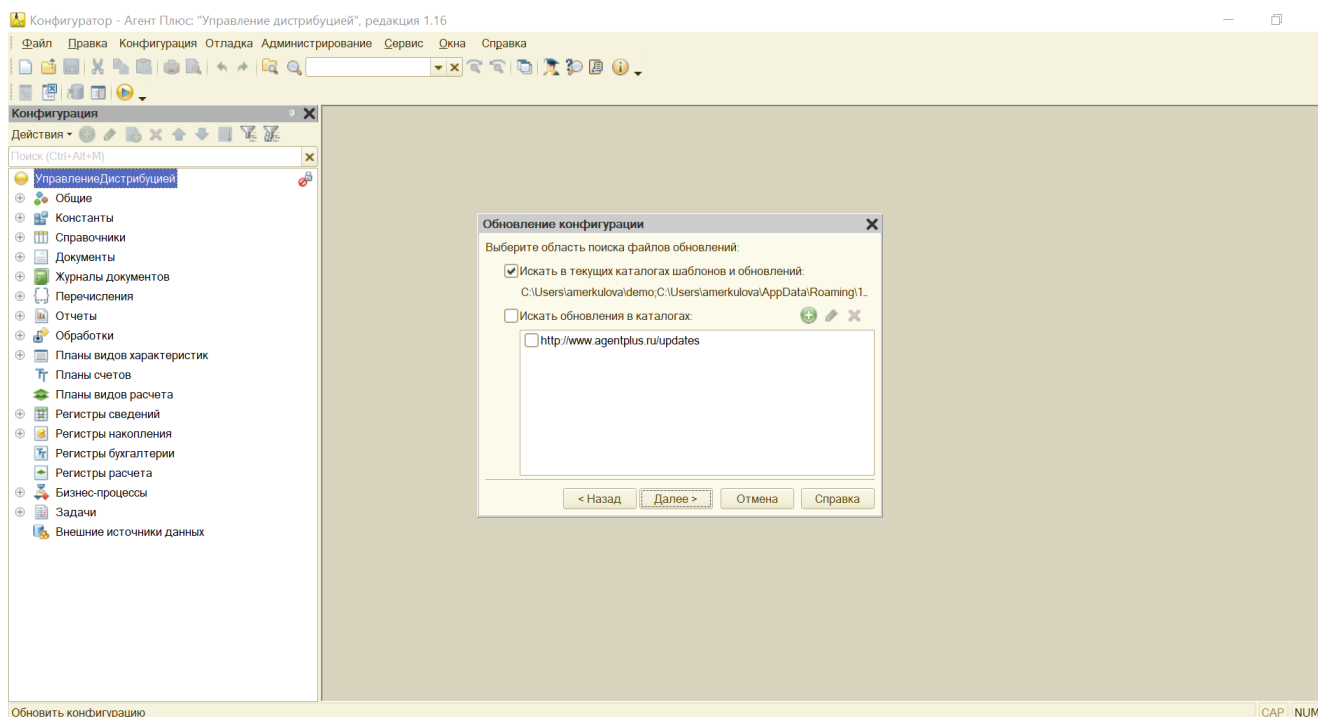 Конфигуратор - Агент Плюс: "Управление дистрибуцией", редакция 1.16
Файл Правка Конфигурация Отладка Администрирование Сервис Окна Справка
Конфигурация
Действия
Поиск (Ctrl+Alt+M)
УправлениеДистрибуцией
Общие
Константы
Справочники
Документы
Журналы документов
Перечисления
Отчеты
Обработки
Планы видов характеристик
Планы счетов
Планы видов расчета
Регистры сведений
Регистры накопления
Регистры бухгалтерии
Регистры расчета
Бизнес-процессы
Задачи
Внешние источники данных
Обновление конфигурации
Выберите область поиска файлов обновлений:
Искать в текущих каталогах шаблонов и обновлений:
C:\Users\amerkulova\demo;C:\Users\amerkulova\AppData\Roaming\1...
Искать обновления в каталогах:
http://www.agentplus.ru/updates
< Назад Далее > Отмена Справка
Обновить конфигурацию
CAP NUM